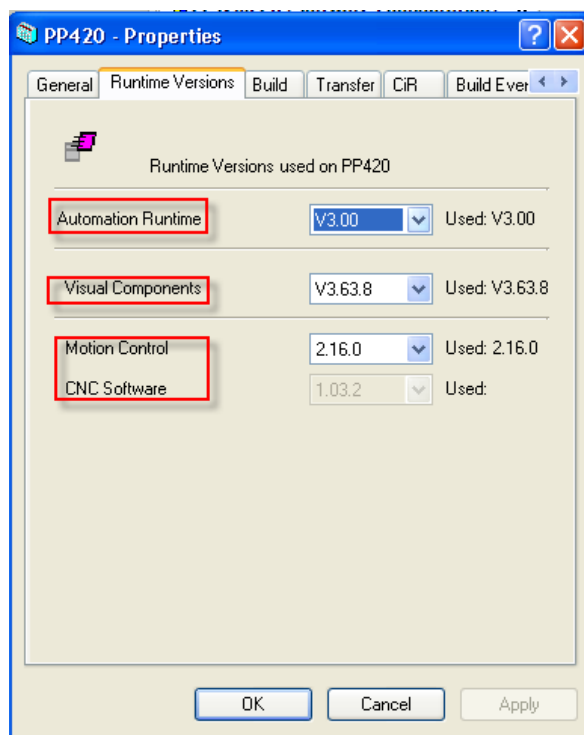 PP420 - Properties
General Runtime Versions Build Transfer CiR Build Ever
Runtime Versions used on PP420
Automation Runtime V3.00 Used: V3.00
Visual Components V3.63.8 Used: V3.63.8
Motion Control 2.16.0 Used: 2.16.0
CNC Software 1.03.2 Used:
OK Cancel Apply